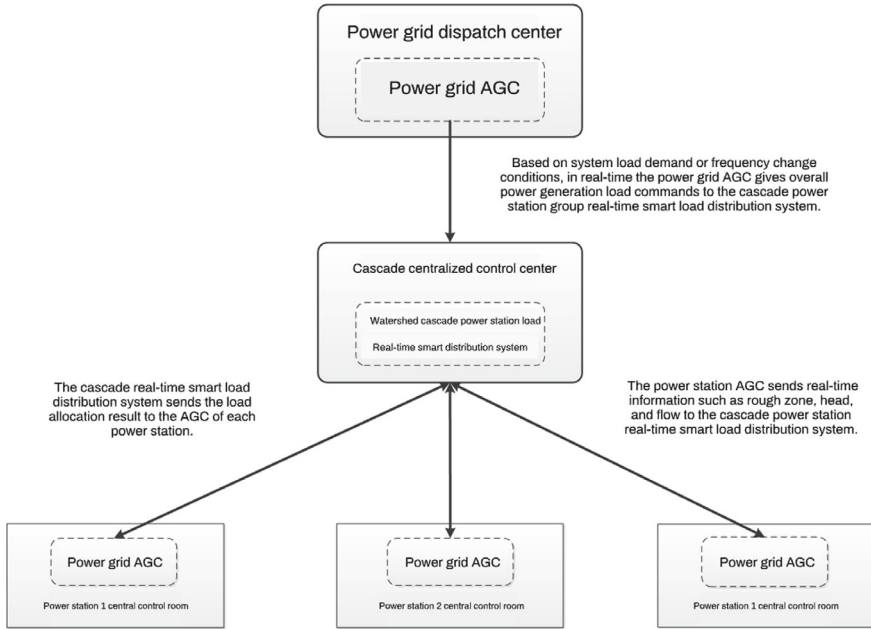 Power grid dispatch center
Power grid AGC
Based on system load demand or frequency change
conditions, in real-time the power grid AGC gives overall
power generation load commands to the cascade power
station group real-time smart load distribution system.
Cascade centralized control center
Watershed cascade power station load
Real-time smart distribution system
The cascade real-time smart load
distribution system sends the load
allocation result to the AGC of each
power station.
The power station AGC sends real-time
information such as rough zone, head,
and flow to the cascade power station
real-time smart load distribution system.
Power grid AGC
Power station 1 central control room
Power grid AGC
Power station 2 central control room
Power grid AGC
Power station 1 central control room